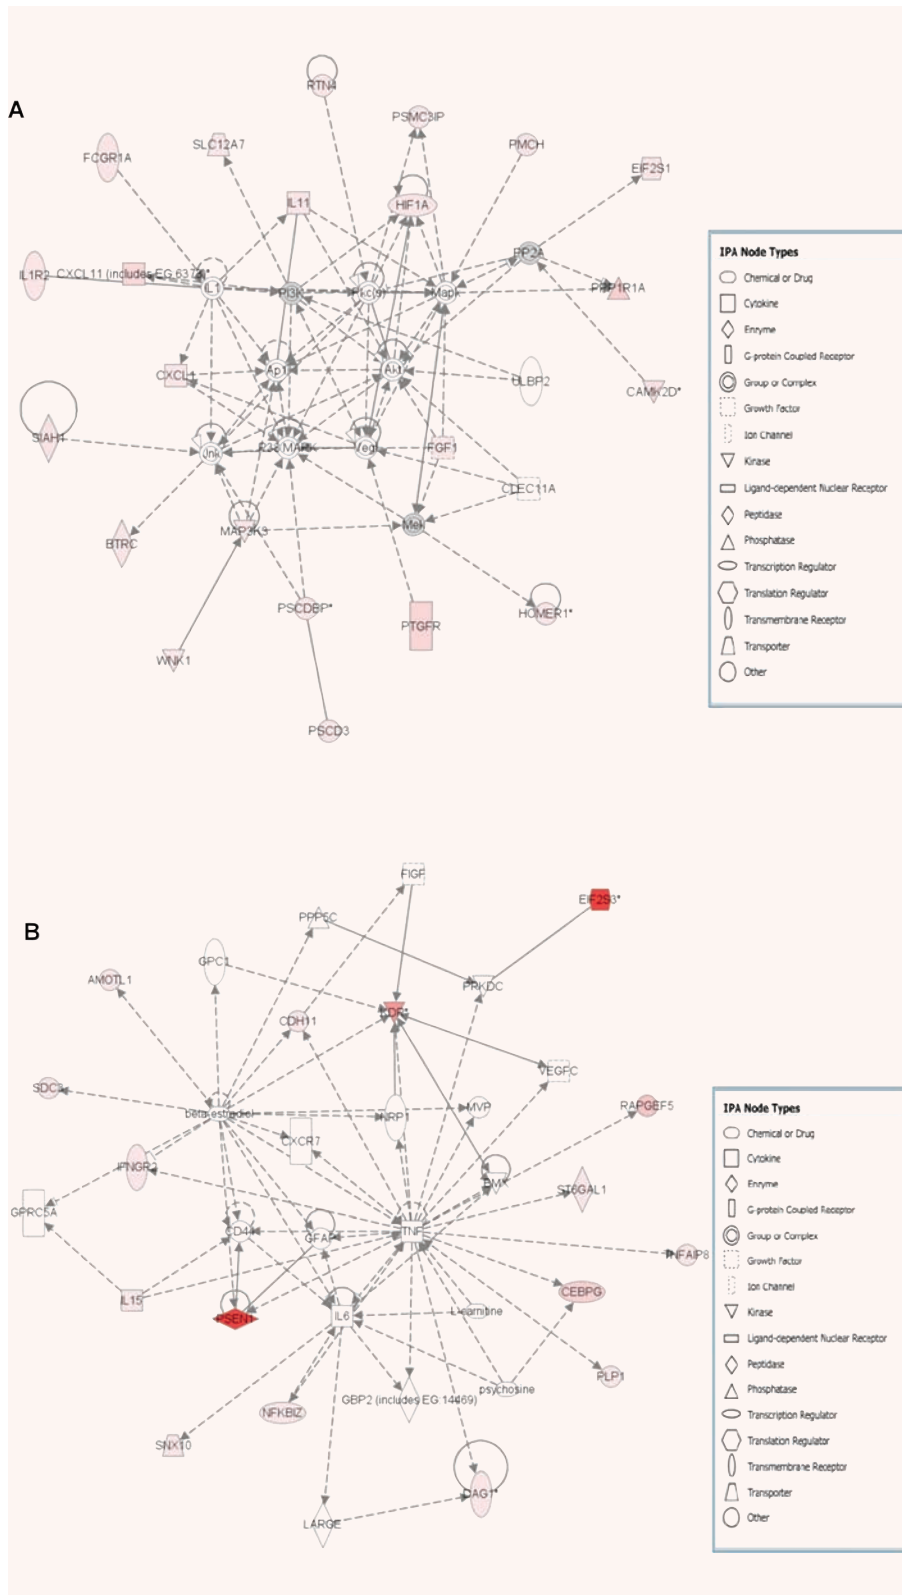 A
RTN4
PSMC3IP
FCGR1A
SLC12A7
PMCH
EIF2S1
IL11
HIF1A
PP2A
IL1R2
CXCL11 (includes EG:6373)*
IL1
PI3K
Pkc(s)
Mapk
PPP1R1A
CXCL1
Ap1
Akt
ULBP2
CAMK2D*
SIAH1
Jnk
P38 MAPK
Vegf
FGF1
CLEC11A
BTRC
MAP3K3
Mek
PSCDBP*
PTGFR
HOMER1*
WNK1
PSCD3
IPA Node Types
Chemical or Drug
Cytokine
Enzyme
G-protein Coupled Receptor
Group or Complex
Growth Factor
Ion Channel
Kinase
Ligand-dependent Nuclear Receptor
Peptidase
Phosphatase
Transcription Regulator
Translation Regulator
Transmembrane Receptor
Transporter
Other
B
FIGF
EIF2S3*
PPP5C
GPC1
AMOTL1
PRKDC
CDH11
KDR*
VEGFC
SDC2
beta-estradiol
NRP1
MVP
RAPGEF5
CXCR7
IFNGR2
BMX
ST6GAL1
GPRC5A
CD44
GFAP
TNF
TNFAIP8
IL15
PSEN1
IL6
L-carnitine
CEBPG
PLP1
psychosine
GBP2 (includes EG:14469)
NFKBIZ
SNX10
DAG1*
LARGE
IPA Node Types
Chemical or Drug
Cytokine
Enzyme
G-protein Coupled Receptor
Group or Complex
Growth Factor
Ion Channel
Kinase
Ligand-dependent Nuclear Receptor
Peptidase
Phosphatase
Transcription Regulator
Translation Regulator
Transmembrane Receptor
Transporter
Other